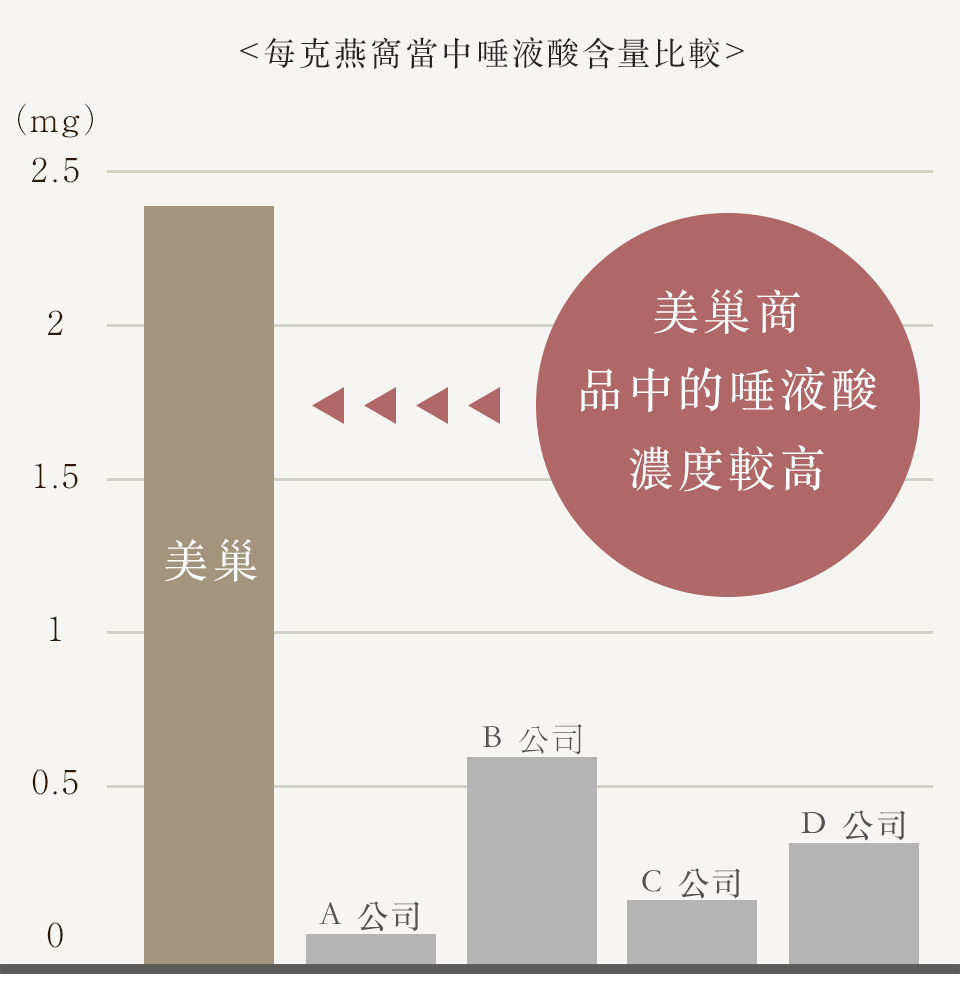 <每克燕窩當中唾液酸含量比較>
(mg)
2.5
2
1.5
1
0.5
0
美巢
美巢商
品中的唾液酸
濃度較高
A 公司
B 公司
C 公司
D 公司